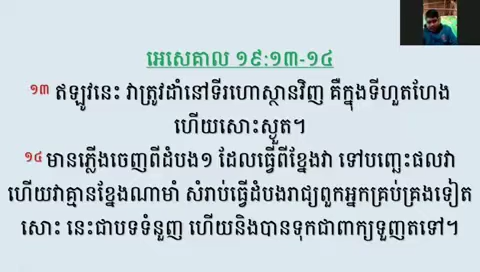 អេសេគាល ១៩:១៣-១៤
១៣ ឥឡូវនេះ វាត្រូវដាំនៅទីរហោស្ថានវិញ គឺក្នុងទីហួតហែង
ហើយសោះស្ងួត។
១៤ មានភ្លើងចេញពីដំបង១ ដែលធ្វើពីខ្នែងវា ទៅបញ្ឆេះផលវា
ហើយវាគ្មានខ្នែងណាមាំ សំរាប់ធ្វើដំបងរាជ្យពួកអ្នកគ្រប់គ្រងទៀត
សោះ នេះជាបទទំនួញ ហើយនិងបានទុកជាពាក្យទួញតទៅ។